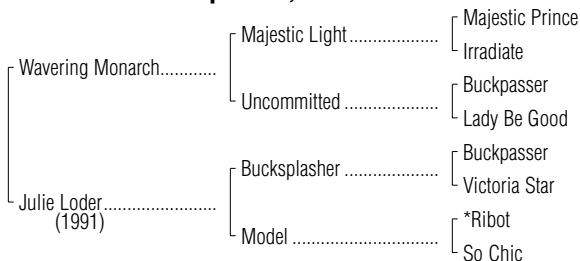 Majestic Prince
Majestic Light....................
Irradiate
Wavering Monarch............
Buckpasser
Uncommitted .....................
Lady Be Good
Buckpasser
Bucksplasher .....................
Victoria Star
Julie Loder........................
(1991)
*Ribot
Model ................................
So Chic